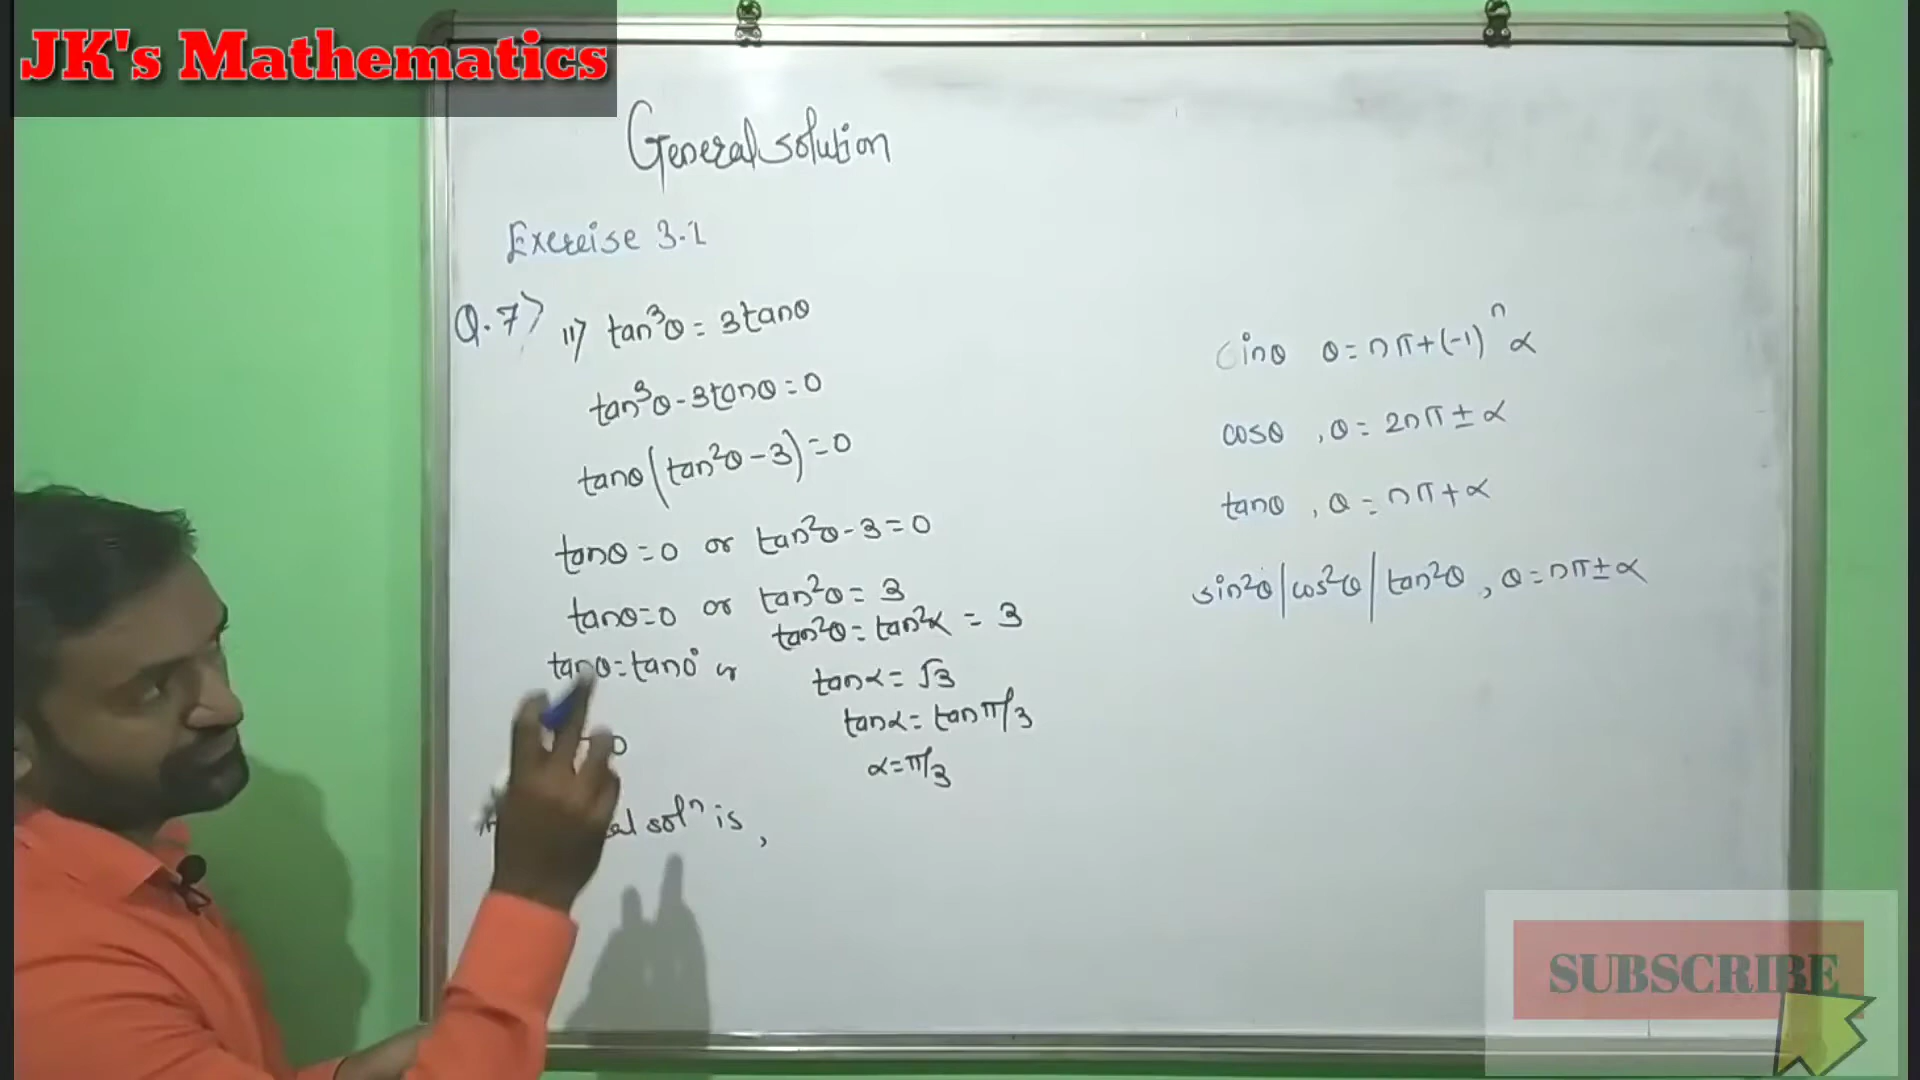 JK's Mathematics
General solution
Exercise 3.1
Q.7) ii) tan³θ = 3tanθ
tan³θ - 3tanθ = 0
tanθ(tan²θ - 3) = 0
tanθ = 0 or tan²θ - 3 = 0
tanθ = 0 or tan²θ = 3
tan²θ = tan²α = 3
tanθ = tan0° or
tanα = √3
tanα = tanπ/3
α = π/3
solⁿ is,
sinθ θ = nπ + (-1)ⁿ α
cosθ , θ = 2nπ ± α
tanθ , θ = nπ + α
sin²θ | cos²θ | tan²θ , θ = nπ ± α
SUBSCRIBE